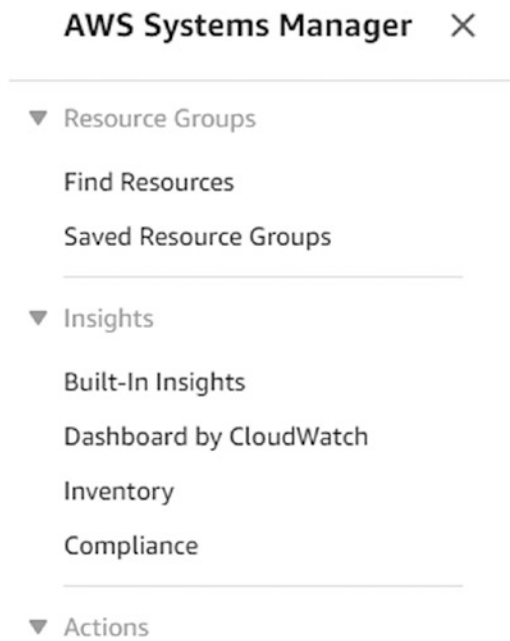 AWS Systems Manager
Resource Groups
Find Resources
Saved Resource Groups
Insights
Built-In Insights
Dashboard by CloudWatch
Inventory
Compliance
Actions